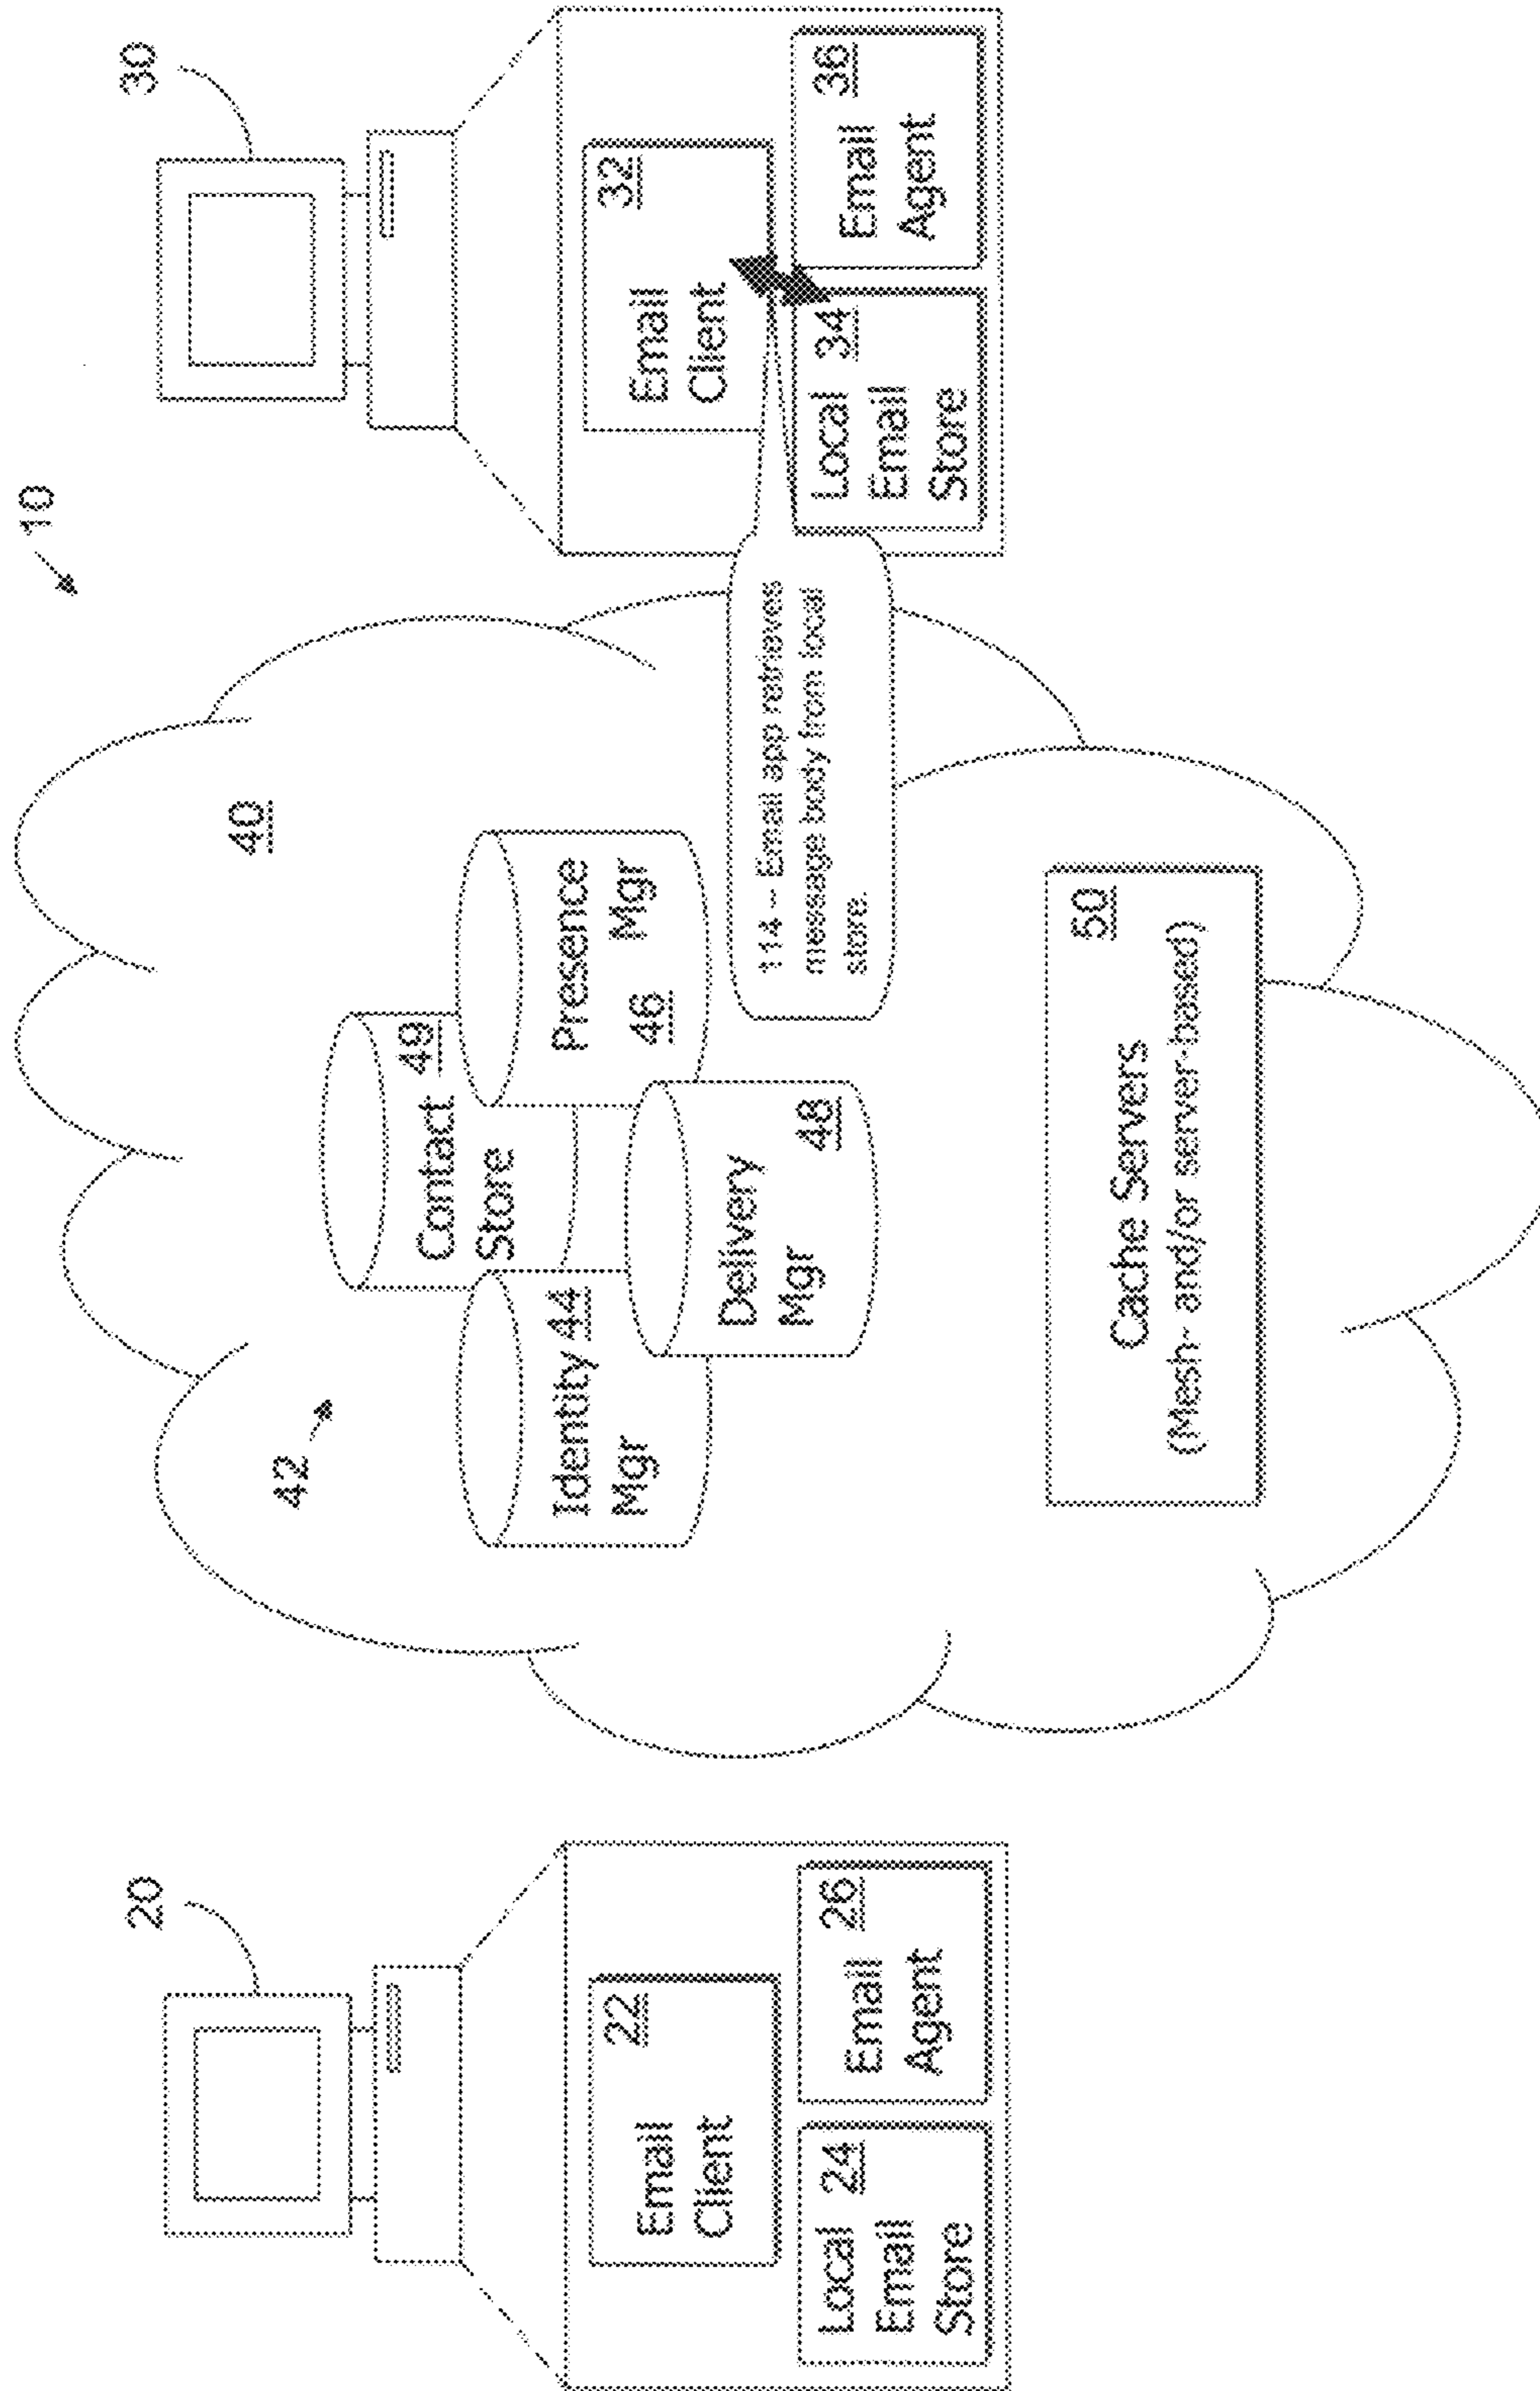 10
20
Email
Client
22
Local 24
Email
Store
26
Email
Agent
40
42
Contact
Store
49
Identity 44
Mgr
Presence
Mgr
46
Delivery
Mgr
48
114 – Email app retrieves
message body from local
store.
50
Cache Servers
(Mesh- and/or server-based)
30
32
Email
Client
Local 34
Email
Store
36
Email
Agent